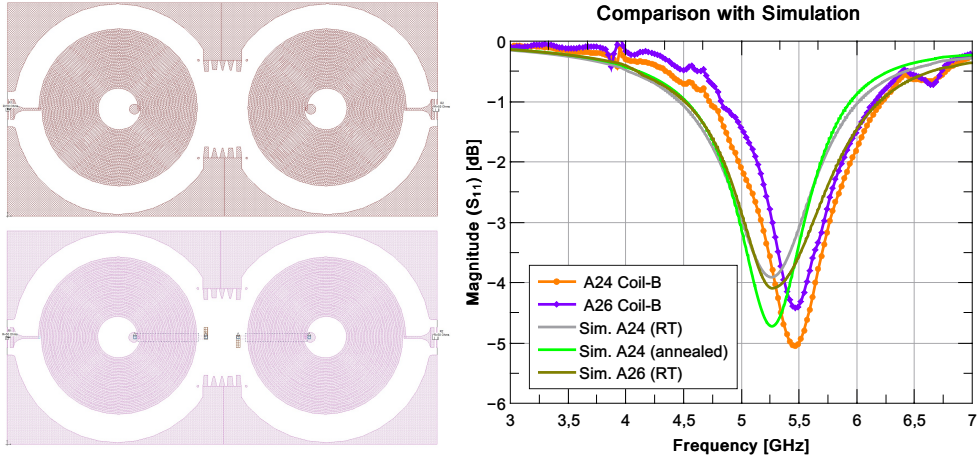 Comparison with Simulation
Magnitude (S11) [dB]
0
−1
−2
−3
−4
−5
−6
A24 Coil-B
A26 Coil-B
Sim. A24 (RT)
Sim. A24 (annealed)
Sim. A26 (RT)
3
3,5
4
4,5
5
5,5
6
6,5
7
Frequency [GHz]